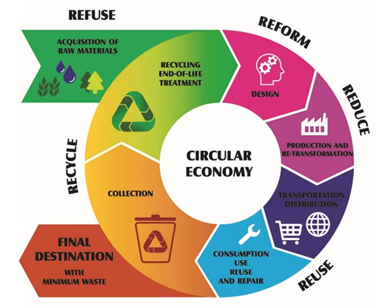 REFUSE
ACQUISITION OF
RAW MATERIALS
RECYCLING
END-OF-LIFE
TREATMENT
REFORM
DESIGN
REDUCE
PRODUCTION AND
RE-TRANSFORMATION
TRANSPORTATION
DISTRIBUTION
REUSE
CONSUMPTION
USE
REUSE
AND REPAIR
RECYCLE
COLLECTION
CIRCULAR
ECONOMY
FINAL
DESTINATION
WITH
MINIMUM WASTE